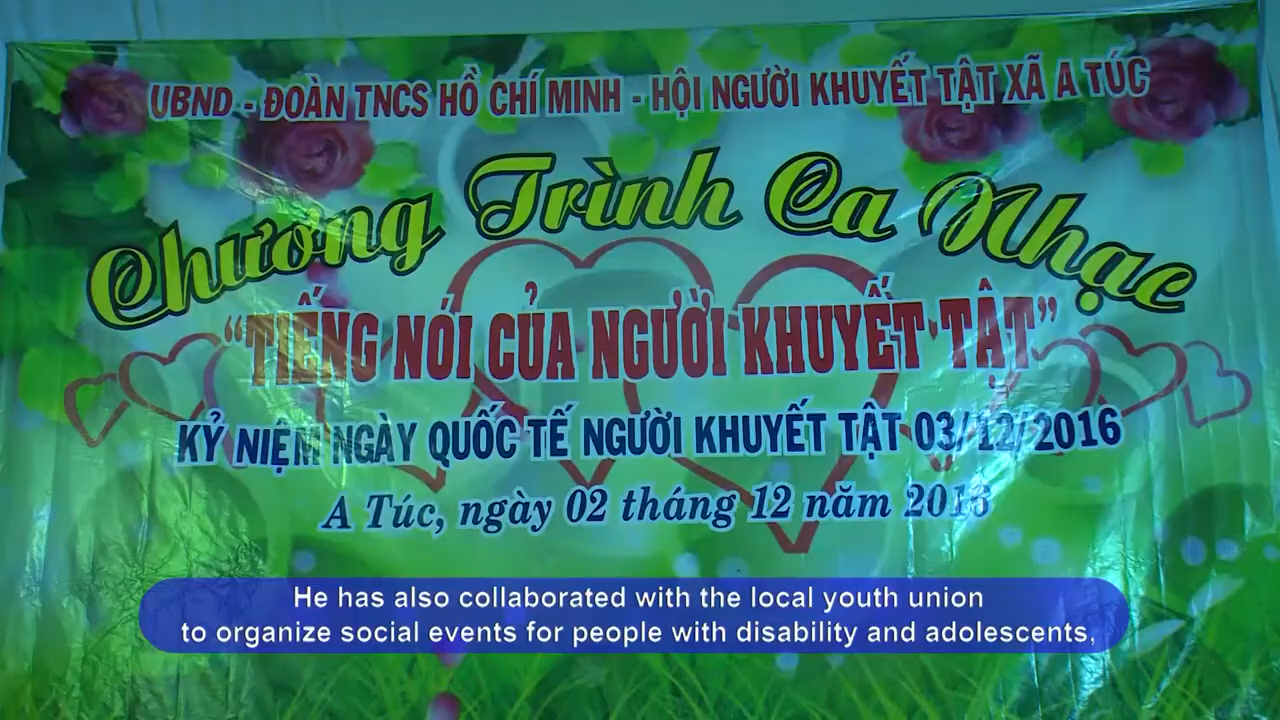 UBND - ĐOÀN TNCS HỒ CHÍ MINH - HỘI NGƯỜI KHUYẾT TẬT XÃ A TÚC
Chương Trình Ca Nhạc
"TIẾNG NÓI CỦA NGƯỜI KHUYẾT TẬT"
KỶ NIỆM NGÀY QUỐC TẾ NGƯỜI KHUYẾT TẬT 03/12/2016
A Túc, ngày 02 tháng 12 năm 2016
He has also collaborated with the local youth union
to organize social events for people with disability and adolescents,